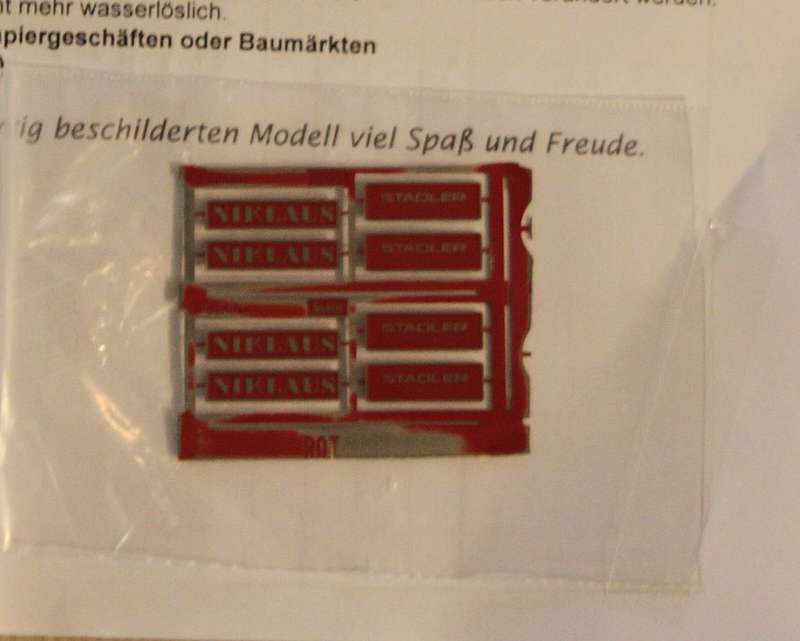 mehr wasserlöslich.
piergeschäften oder Baumärkten
ig beschilderten Modell viel Spaß und Freude.
NIKLAUS STADLER
NIKLAUS STADLER
NIKLAUS STADLER
NIKLAUS STADLER
ROT